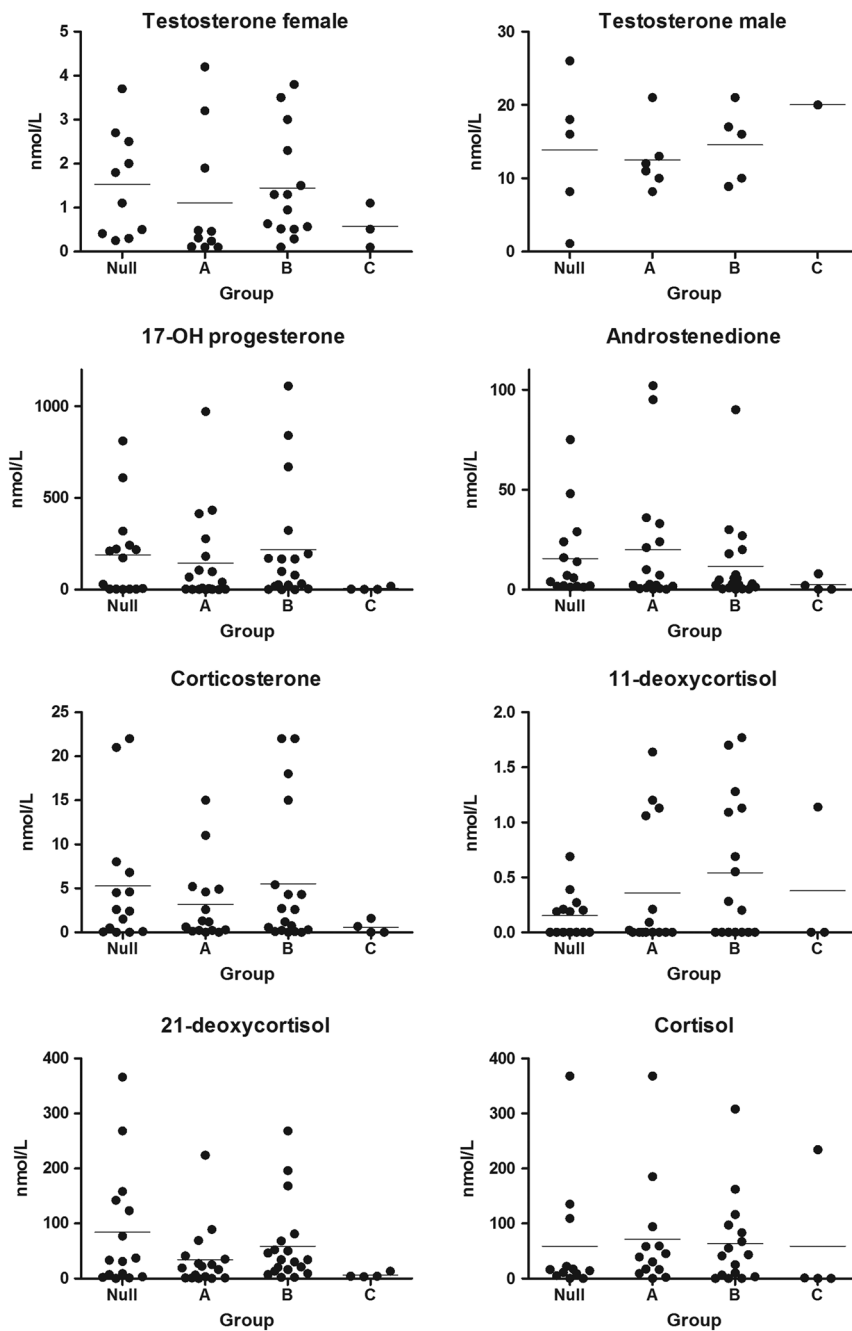 Testosterone female
5
4
3
2
1
0
nmol/L
Null A B C
Group
Testosterone male
30
20
10
0
nmol/L
Null A B C
Group
17-OH progesterone
1000
500
0
nmol/L
Null A B C
Group
Androstenedione
100
50
0
nmol/L
Null A B C
Group
Corticosterone
25
20
15
10
5
0
nmol/L
Null A B C
Group
11-deoxycortisol
2.0
1.5
1.0
0.5
0.0
nmol/L
Null A B C
Group
21-deoxycortisol
400
300
200
100
0
nmol/L
Null A B C
Group
Cortisol
400
300
200
100
0
nmol/L
Null A B C
Group